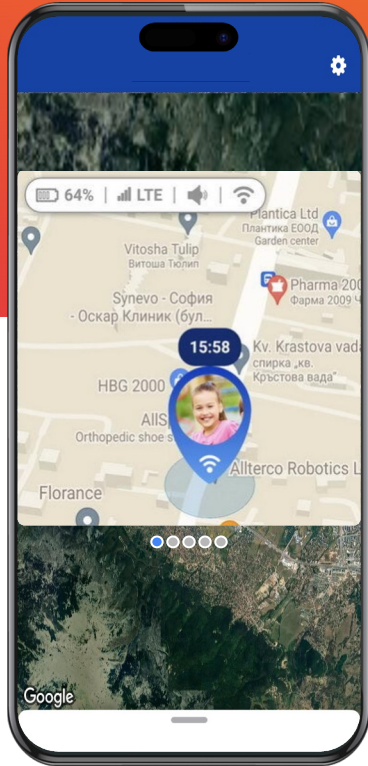 64% | LTE
Plantica Ltd
Плантика ЕООД
Garden center
Vitosha Tulip
Витоша Тюлип
Pharma 200
Фарма 2009 Ч
Synevo - София
- Оскар Клиник (бул...
15:58
Kv. Krastova vada
спирка „кв.
Кръстова вада"
HBG 2000
AllS
Orthopedic shoe s
Allterco Robotics L
Florance
Google